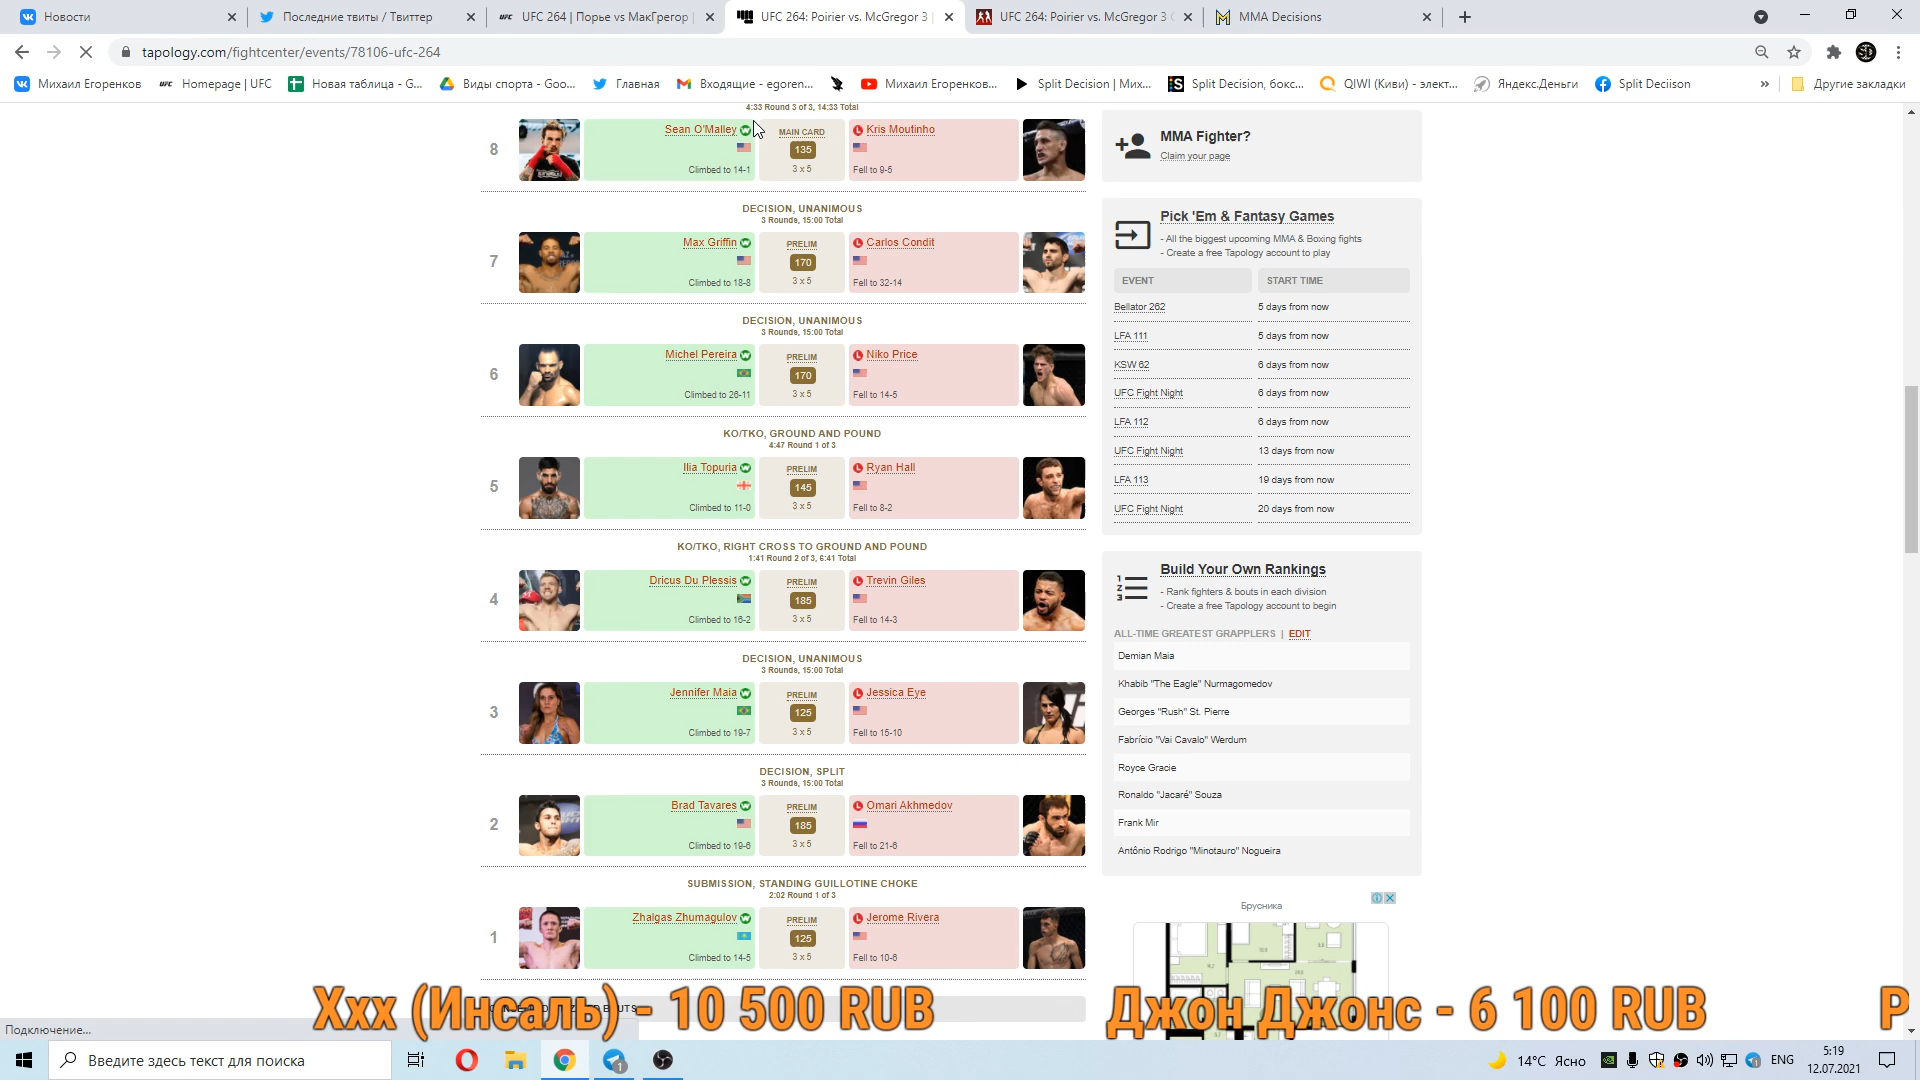 Новости
Последние твиты / Твиттер
UFC 264 | Порье vs МакГрегор
UFC 264: Poirier vs. McGregor 3 |
UFC 264: Poirier vs. McGregor 3
MMA Decisions
tapology.com/fightcenter/events/78106-ufc-264
Михаил Егоренков
Homepage | UFC
Новая таблица - G...
Виды спорта - Goo...
Главная
Входящие - egoren...
Михаил Егоренков...
Split Decision | Мих...
Split Decision, бокс...
QIWI (Киви) - элект...
Яндекс.Деньги
Split Deciison
»
Другие закладки
4:33 Round 3 of 3, 14:33 Total
8
Sean O'Malley
Climbed to 14-1
MAIN CARD
135
3 x 5
Kris Moutinho
Fell to 9-5
DECISION, UNANIMOUS
3 Rounds, 15:00 Total
7
Max Griffin
Climbed to 18-8
PRELIM
170
3 x 5
Carlos Condit
Fell to 32-14
DECISION, UNANIMOUS
3 Rounds, 15:00 Total
6
Michel Pereira
Climbed to 26-11
PRELIM
170
3 x 5
Niko Price
Fell to 14-5
KO/TKO, GROUND AND POUND
4:47 Round 1 of 3
5
Ilia Topuria
Climbed to 11-0
PRELIM
145
3 x 5
Ryan Hall
Fell to 8-2
KO/TKO, RIGHT CROSS TO GROUND AND POUND
1:41 Round 2 of 3, 6:41 Total
4
Dricus Du Plessis
Climbed to 16-2
PRELIM
185
3 x 5
Trevin Giles
Fell to 14-3
DECISION, UNANIMOUS
3 Rounds, 15:00 Total
3
Jennifer Maia
Climbed to 19-7
PRELIM
125
3 x 5
Jessica Eye
Fell to 15-10
DECISION, SPLIT
3 Rounds, 15:00 Total
2
Brad Tavares
Climbed to 19-6
PRELIM
185
3 x 5
Omari Akhmedov
Fell to 21-6
SUBMISSION, STANDING GUILLOTINE CHOKE
2:02 Round 1 of 3
1
Zhalgas Zhumagulov
Climbed to 14-5
PRELIM
125
3 x 5
Jerome Rivera
Fell to 10-6
MMA Fighter?
Claim your page
Pick 'Em & Fantasy Games
- All the biggest upcoming MMA & Boxing fights
- Create a free Tapology account to play
EVENT START TIME
Bellator 262 5 days from now
LFA 111 5 days from now
KSW 62 6 days from now
UFC Fight Night 6 days from now
LFA 112 6 days from now
UFC Fight Night 13 days from now
LFA 113 19 days from now
UFC Fight Night 20 days from now
Build Your Own Rankings
- Rank fighters & bouts in each division
- Create a free Tapology account to begin
ALL-TIME GREATEST GRAPPLERS | EDIT
Demian Maia
Khabib "The Eagle" Nurmagomedov
Georges "Rush" St. Pierre
Fabrício "Vai Cavalo" Werdum
Royce Gracie
Ronaldo "Jacaré" Souza
Frank Mir
Antônio Rodrigo "Minotauro" Nogueira
Брусника
Ххх (Инсаль) - 10 500 RUB
Джон Джонс - 6 100 RUB
Р
Подключение...
Введите здесь текст для поиска
14°C Ясно
ENG
5:19
12.07.2021